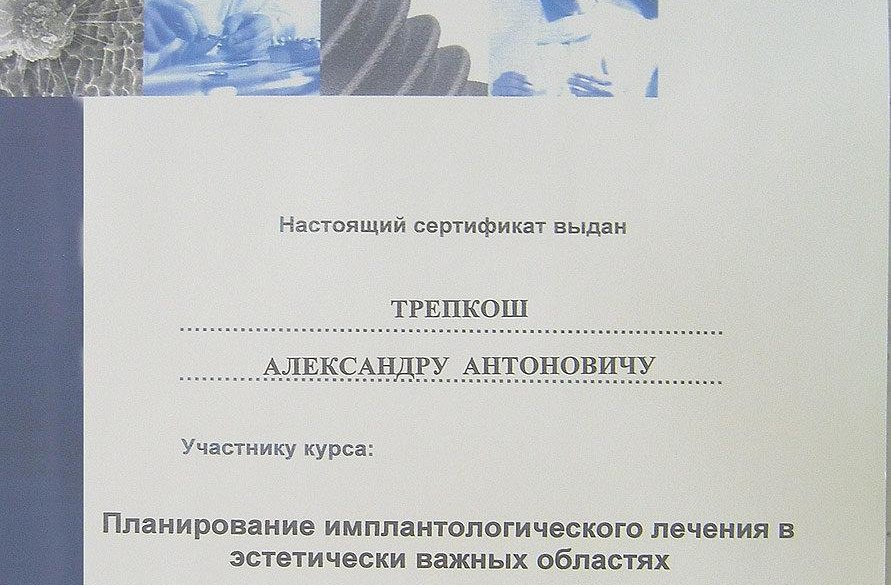 Настоящий сертификат выдан
ТРЕПКОШ
АЛЕКСАНДРУ АНТОНОВИЧУ
Участнику курса:
Планирование имплантологического лечения в
эстетически важных областях